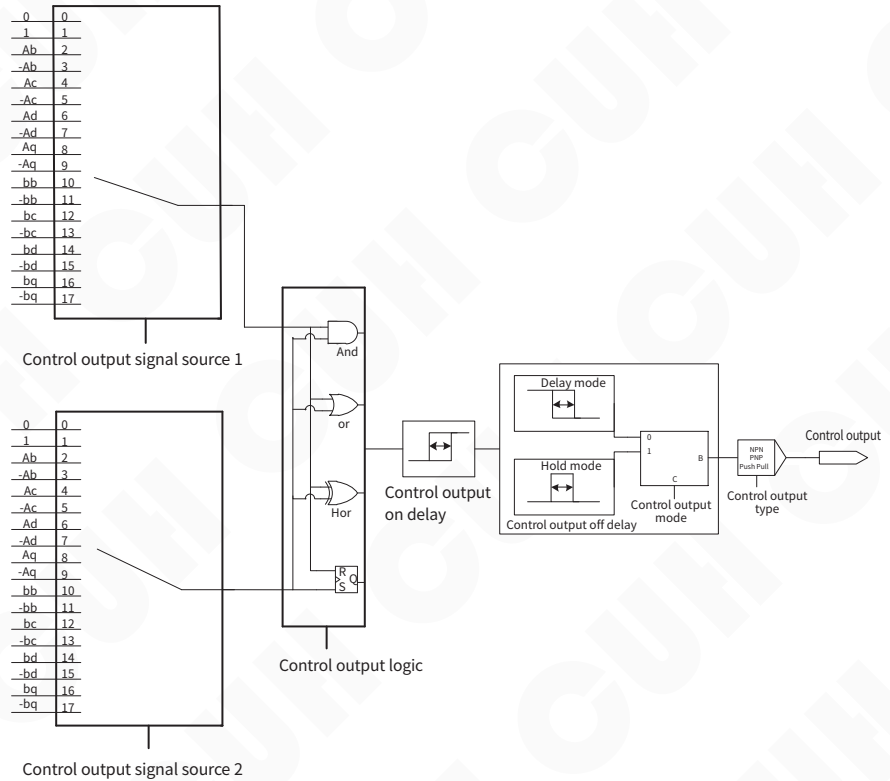 0 0
1 1
Ab 2
-Ab 3
Ac 4
-Ac 5
Ad 6
-Ad 7
Aq 8
-Aq 9
bb 10
-bb 11
bc 12
-bc 13
bd 14
-bd 15
bq 16
-bq 17
Control output signal source 1
0 0
1 1
Ab 2
-Ab 3
Ac 4
-Ac 5
Ad 6
-Ad 7
Aq 8
-Aq 9
bb 10
-bb 11
bc 12
-bc 13
bd 14
-bd 15
bq 16
-bq 17
Control output signal source 2
And
or
Hor
R
S
Q
Control output logic
Control output
on delay
Delay mode
Hold mode
Control output off delay
0
1
B
C
Control output
mode
NPN
PNP
Push Pull
Control output
type
Control output
CUH
CUH
CUH
CUH
CUH